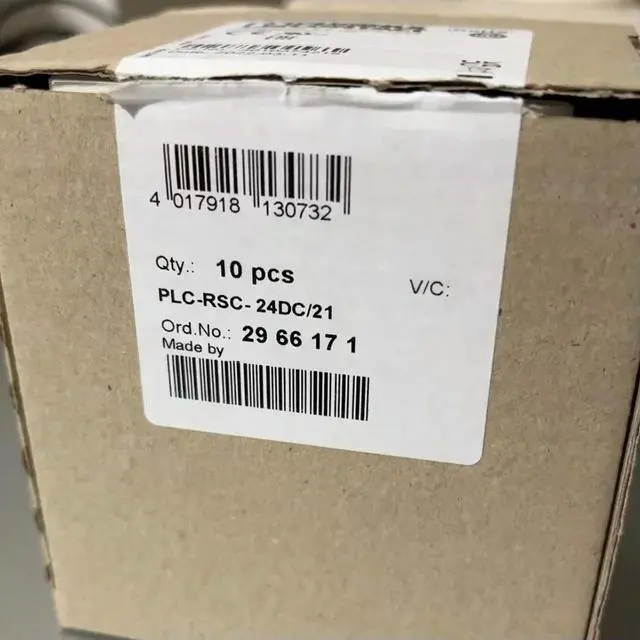 4 017918 130732
Qty.: 10 pcs
V/C:
PLC-RSC- 24DC/21
Ord.No.: 29 66 17 1
Made by